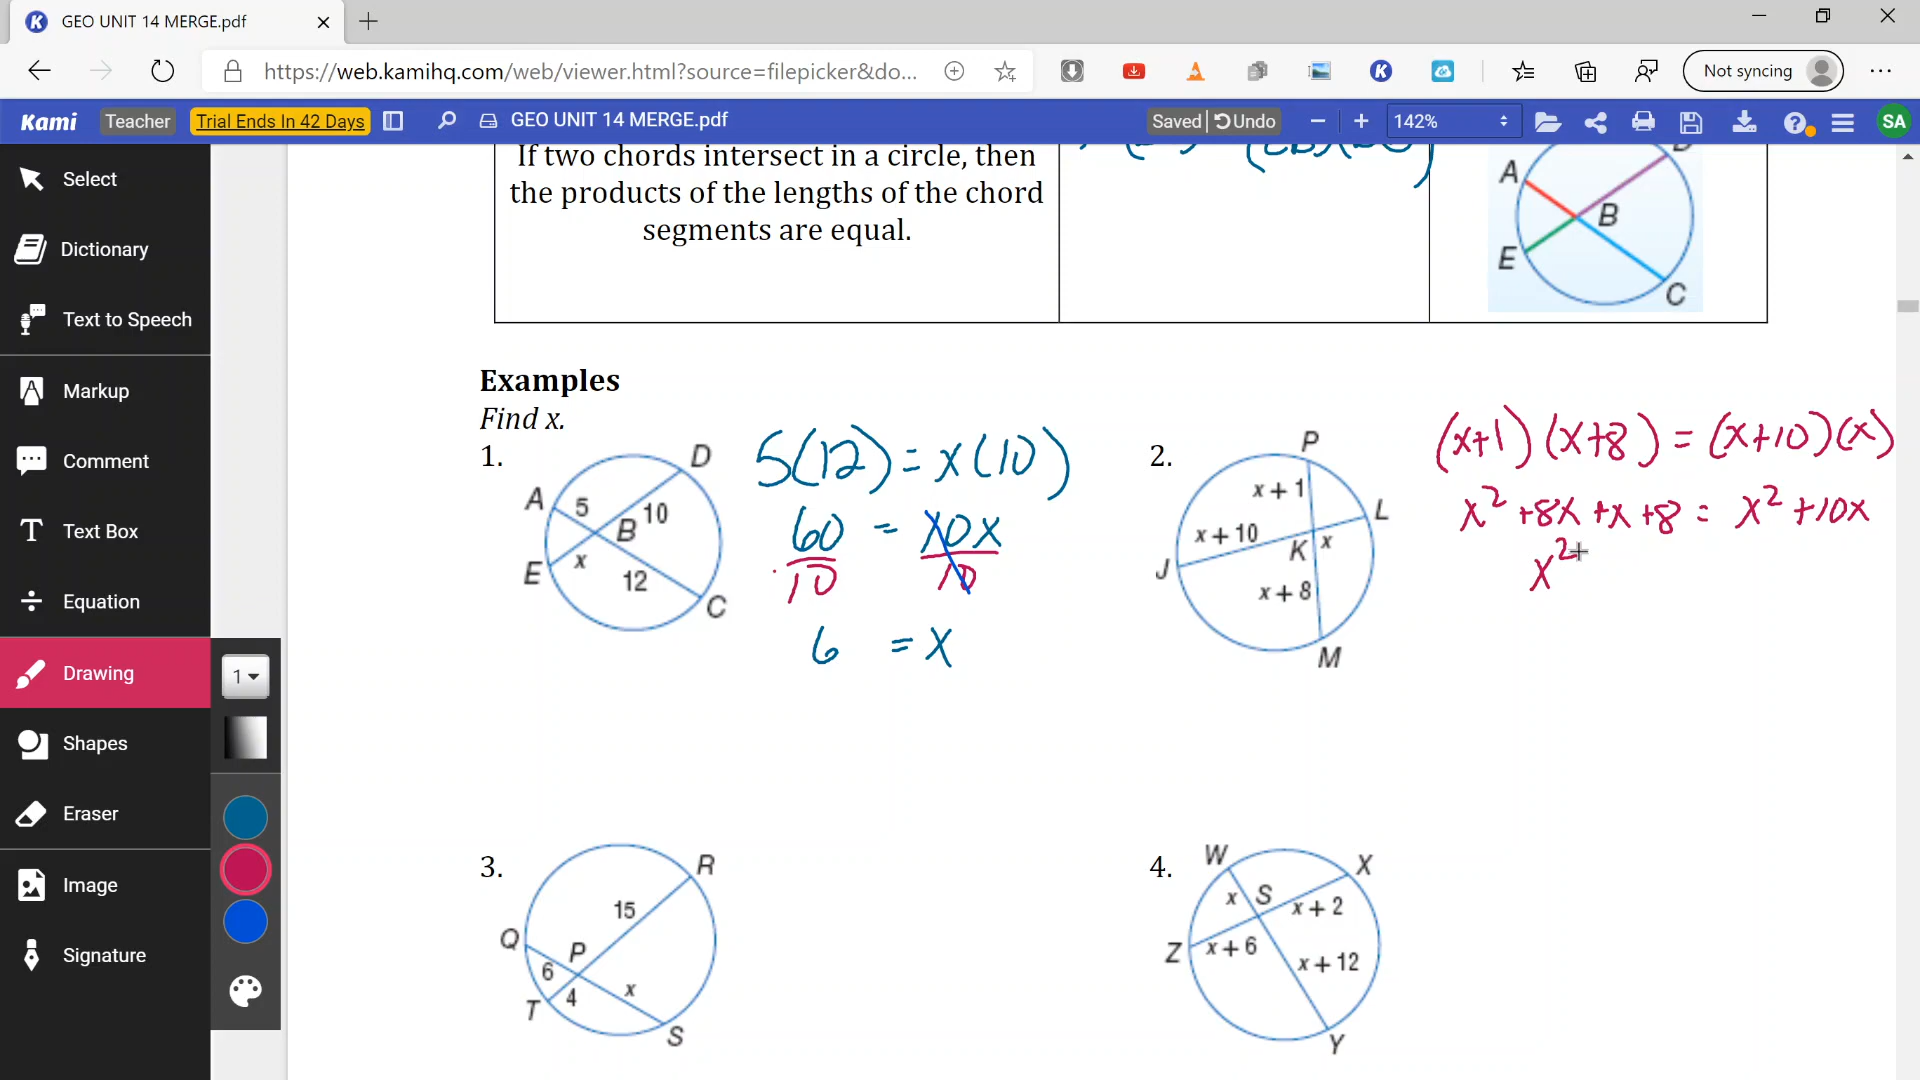 GEO UNIT 14 MERGE.pdf
https://web.kamihq.com/web/viewer.html?source=filepicker&do...
Not syncing
Kami Teacher Trial Ends In 42 Days GEO UNIT 14 MERGE.pdf Saved | Undo 142% SA
Select
Dictionary
Text to Speech
Markup
Comment
Text Box
Equation
Drawing
Shapes
Eraser
Image
Signature
1
If two chords intersect in a circle, then
the products of the lengths of the chord
segments are equal.
A
B
E
C
Examples
Find x.
1.
A 5 D
10
B
E x
12
C
5(12) = x(10)
60 = 10x
10 10
6 = x
2.
P
x + 1
L
x + 10
K x
J
x + 8
M
(x+1)(x+8) = (x+10)(x)
x² +8x +x +8 = x² +10x
x²
3.
R
15
Q P
6
T 4 x
S
4.
W X
x S x + 2
Z x + 6
x + 12
Y